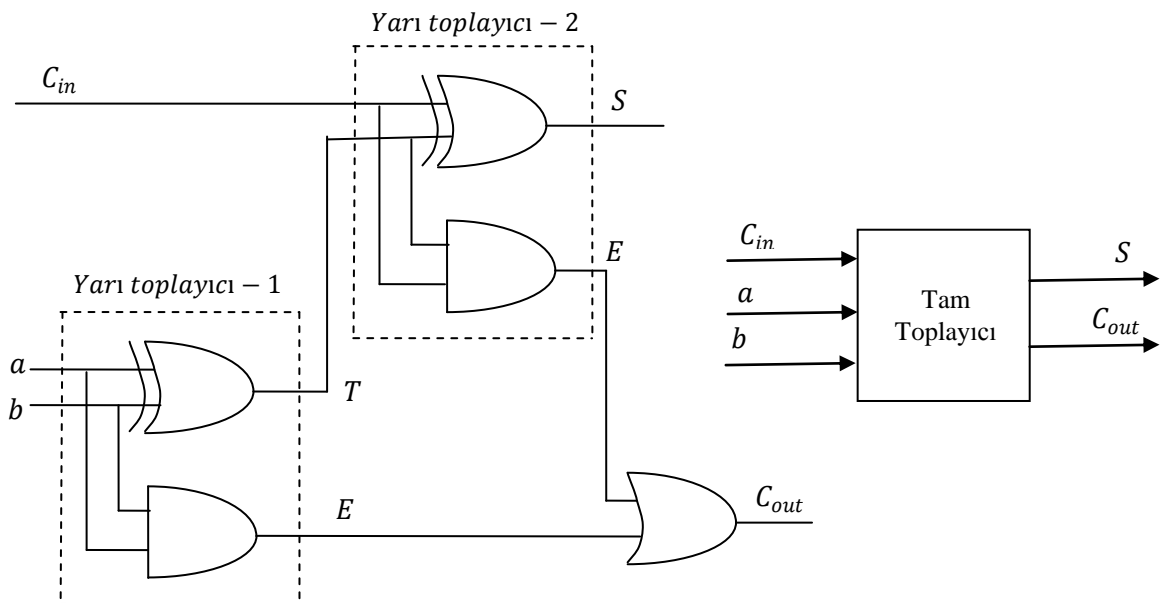 Yarı toplayıcı − 2
C_in
S
E
Yarı toplayıcı − 1
a
b
T
E
C_out
C_in
a
b
Tam
Toplayıcı
S
C_out